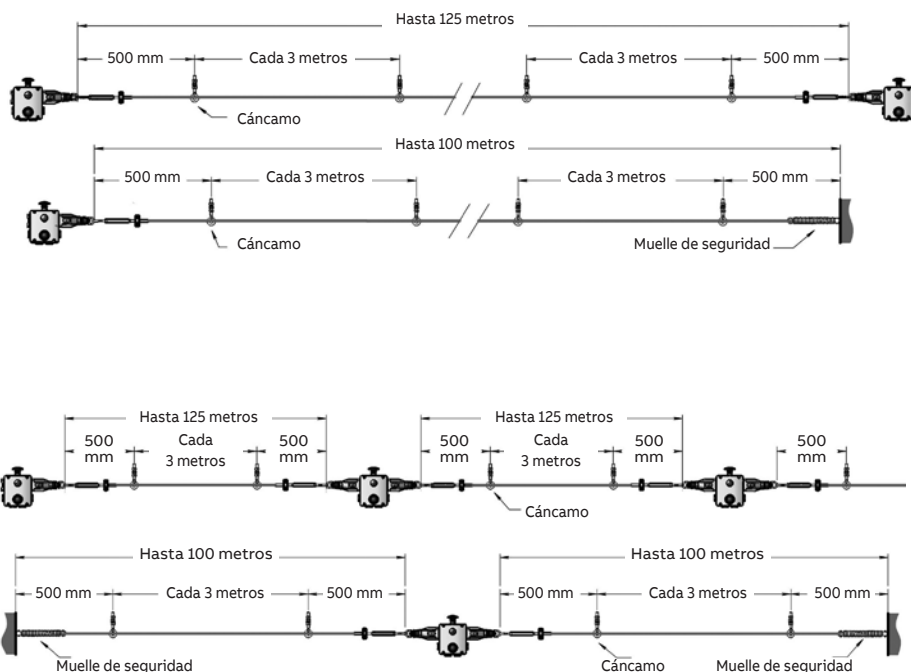 Hasta 125 metros
500 mm
Cada 3 metros
Cada 3 metros
500 mm
Cáncamo
Hasta 100 metros
500 mm
Cada 3 metros
Cada 3 metros
500 mm
Cáncamo
Muelle de seguridad
Hasta 125 metros
Hasta 125 metros
500
mm
Cada
3 metros
500
mm
500
mm
Cada
3 metros
500
mm
500
mm
Cáncamo
Hasta 100 metros
Hasta 100 metros
500 mm
Cada 3 metros
500 mm
500 mm
Cada 3 metros
500 mm
Muelle de seguridad
Cáncamo
Muelle de seguridad